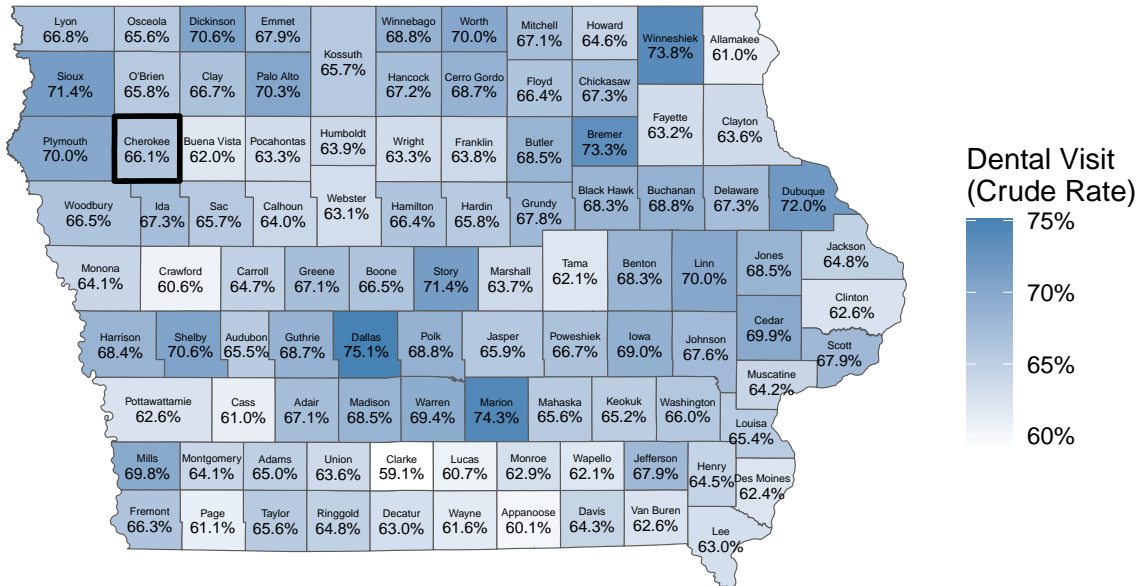 Lyon
66.8%
Osceola
65.6%
Dickinson
70.6%
Emmet
67.9%
Kossuth
65.7%
Winnebago
68.8%
Worth
70.0%
Mitchell
67.1%
Howard
64.6%
Winneshiek
73.8%
Allamakee
61.0%
Sioux
71.4%
O'Brien
65.8%
Clay
66.7%
Palo Alto
70.3%
Hancock
67.2%
Cerro Gordo
68.7%
Floyd
66.4%
Chickasaw
67.3%
Fayette
63.2%
Clayton
63.6%
Plymouth
70.0%
Cherokee
66.1%
Buena Vista
62.0%
Pocahontas
63.3%
Humboldt
63.9%
Wright
63.3%
Franklin
63.8%
Butler
68.5%
Bremer
73.3%
Woodbury
66.5%
Ida
67.3%
Sac
65.7%
Calhoun
64.0%
Webster
63.1%
Hamilton
66.4%
Hardin
65.8%
Grundy
67.8%
Black Hawk
68.3%
Buchanan
68.8%
Delaware
67.3%
Dubuque
72.0%
Monona
64.1%
Crawford
60.6%
Carroll
64.7%
Greene
67.1%
Boone
66.5%
Story
71.4%
Marshall
63.7%
Tama
62.1%
Benton
68.3%
Linn
70.0%
Jones
68.5%
Jackson
64.8%
Clinton
62.6%
Harrison
68.4%
Shelby
70.6%
Audubon
65.5%
Guthrie
68.7%
Dallas
75.1%
Polk
68.8%
Jasper
65.9%
Poweshiek
66.7%
Iowa
69.0%
Johnson
67.6%
Cedar
69.9%
Scott
67.9%
Muscatine
64.2%
Pottawattamie
62.6%
Cass
61.0%
Adair
67.1%
Madison
68.5%
Warren
69.4%
Marion
74.3%
Mahaska
65.6%
Keokuk
65.2%
Washington
66.0%
Louisa
65.4%
Mills
69.8%
Montgomery
64.1%
Adams
65.0%
Union
63.6%
Clarke
59.1%
Lucas
60.7%
Monroe
62.9%
Wapello
62.1%
Jefferson
67.9%
Henry
64.5%
Des Moines
62.4%
Fremont
66.3%
Page
61.1%
Taylor
65.6%
Ringgold
64.8%
Decatur
63.0%
Wayne
61.6%
Appanoose
60.1%
Davis
64.3%
Van Buren
62.6%
Lee
63.0%
Dental Visit
(Crude Rate)
75%
70%
65%
60%